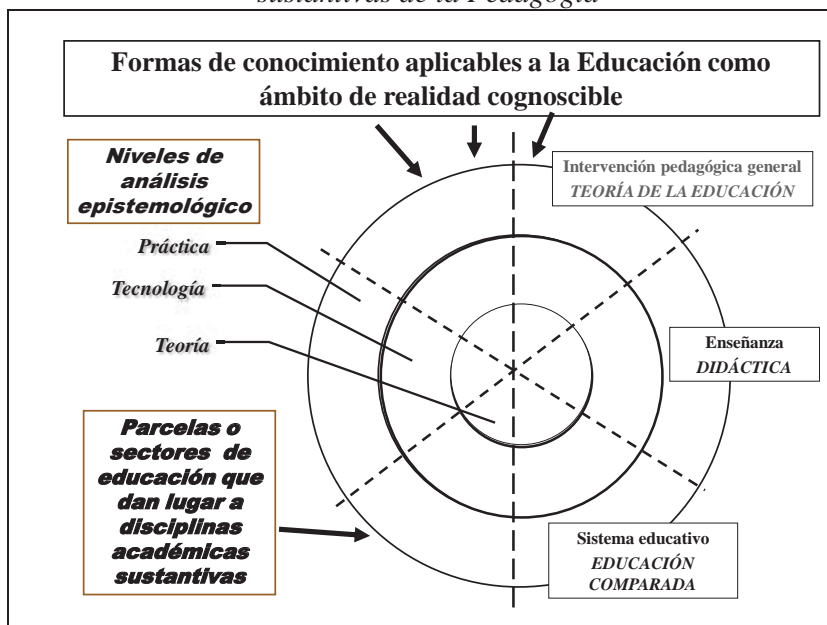 sustantivas de la Pedagogía
Formas de conocimiento aplicables a la Educación como
ámbito de realidad cognoscible
Niveles de
análisis
epistemológico
Práctica
Tecnología
Teoría
Intervención pedagógica general
TEORÍA DE LA EDUCACIÓN
Enseñanza
DIDÁCTICA
Parcelas o
sectores de
educación que
dan lugar a
disciplinas
académicas
sustantivas
Sistema educativo
EDUCACIÓN
COMPARADA